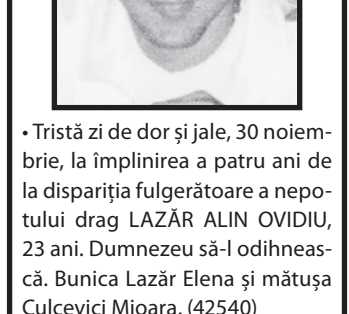 • Tristă zi de dor și jale, 30 noiem-
brie, la împlinirea a patru ani de
la dispariția fulgerătoare a nepo-
tului drag LAZĂR ALIN OVIDIU,
23 ani. Dumnezeu să-l odihneas-
că. Bunica Lazăr Elena și mătușa
Culcevici Mioara. (42540)